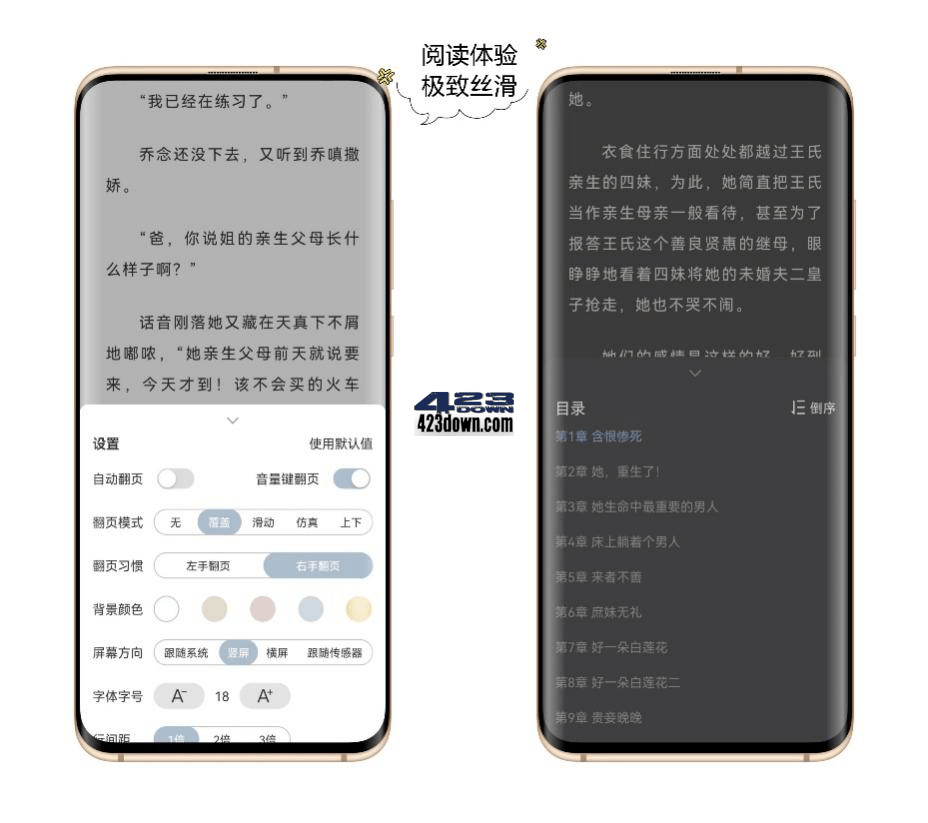 阅读体验
极致丝滑
“我已经在练习了。”
乔念还没下去，又听到乔嗔撒
娇。
“爸，你说姐的亲生父母长什
么样子啊？”
话音刚落她又藏在天真下不屑
地嘟哝，“她亲生父母前天就说要
来，今天才到！该不会买的火车
设置 使用默认值
自动翻页 音量键翻页
翻页模式 无 覆盖 滑动 仿真 上下
翻页习惯 左手翻页 右手翻页
背景颜色
屏幕方向 跟随系统 竖屏 横屏 跟随传感器
字体字号 A⁻ 18 A⁺
行间距 1倍 2倍 3倍
423
DOWN
423down.com
她。
衣食住行方面处处都越过王氏
亲生的四妹，为此，她简直把王氏
当作亲生母亲一般看待，甚至为了
报答王氏这个善良贤惠的继母，眼
睁睁地看着四妹将她的未婚夫二皇
子抢走，她也不哭不闹。
她们的感情是这样的好，好到
目录 倒序
第1章 含恨惨死
第2章 她，重生了！
第3章 她生命中最重要的男人
第4章 床上躺着个男人
第5章 来者不善
第6章 庶妹无礼
第7章 好一朵白莲花
第8章 好一朵白莲花二
第9章 贵妾晚晚